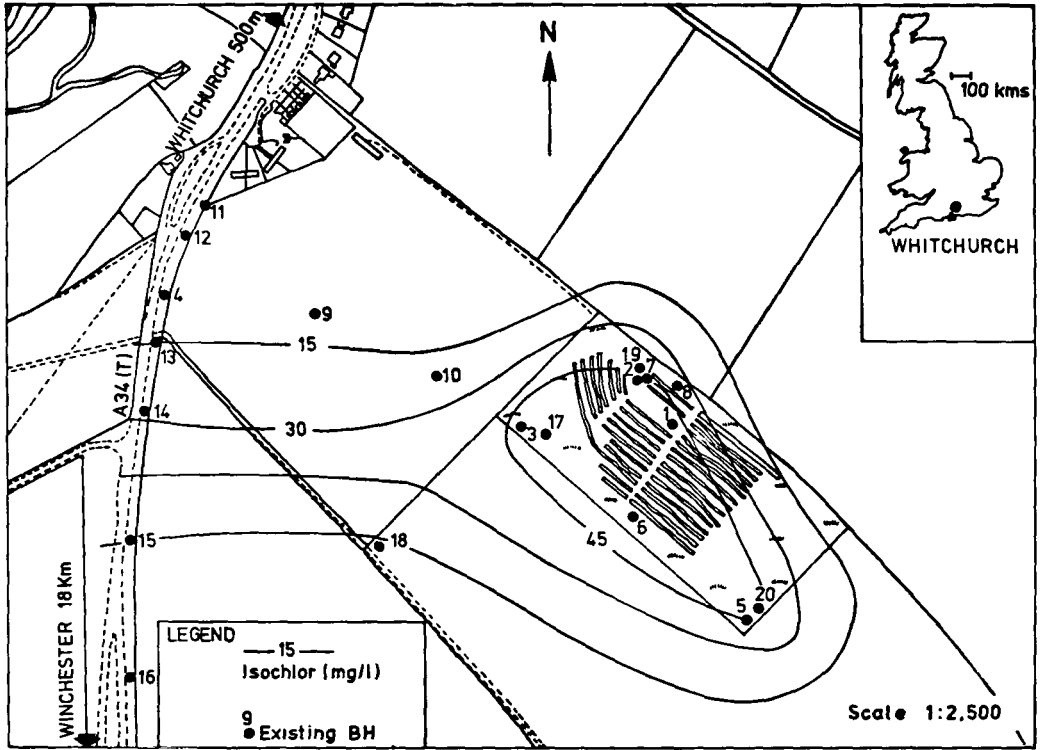 WHITCHURCH 500m
N
100 kms
WHITCHURCH
11
12
4
9
15
13
10
A34 (T)
14
30
19
2
7
8
1
3
17
6
45
15
18
5
20
16
WINCHESTER 18Km
LEGEND
15
Isochlor (mg/l)
9
Existing BH
Scale 1:2,500